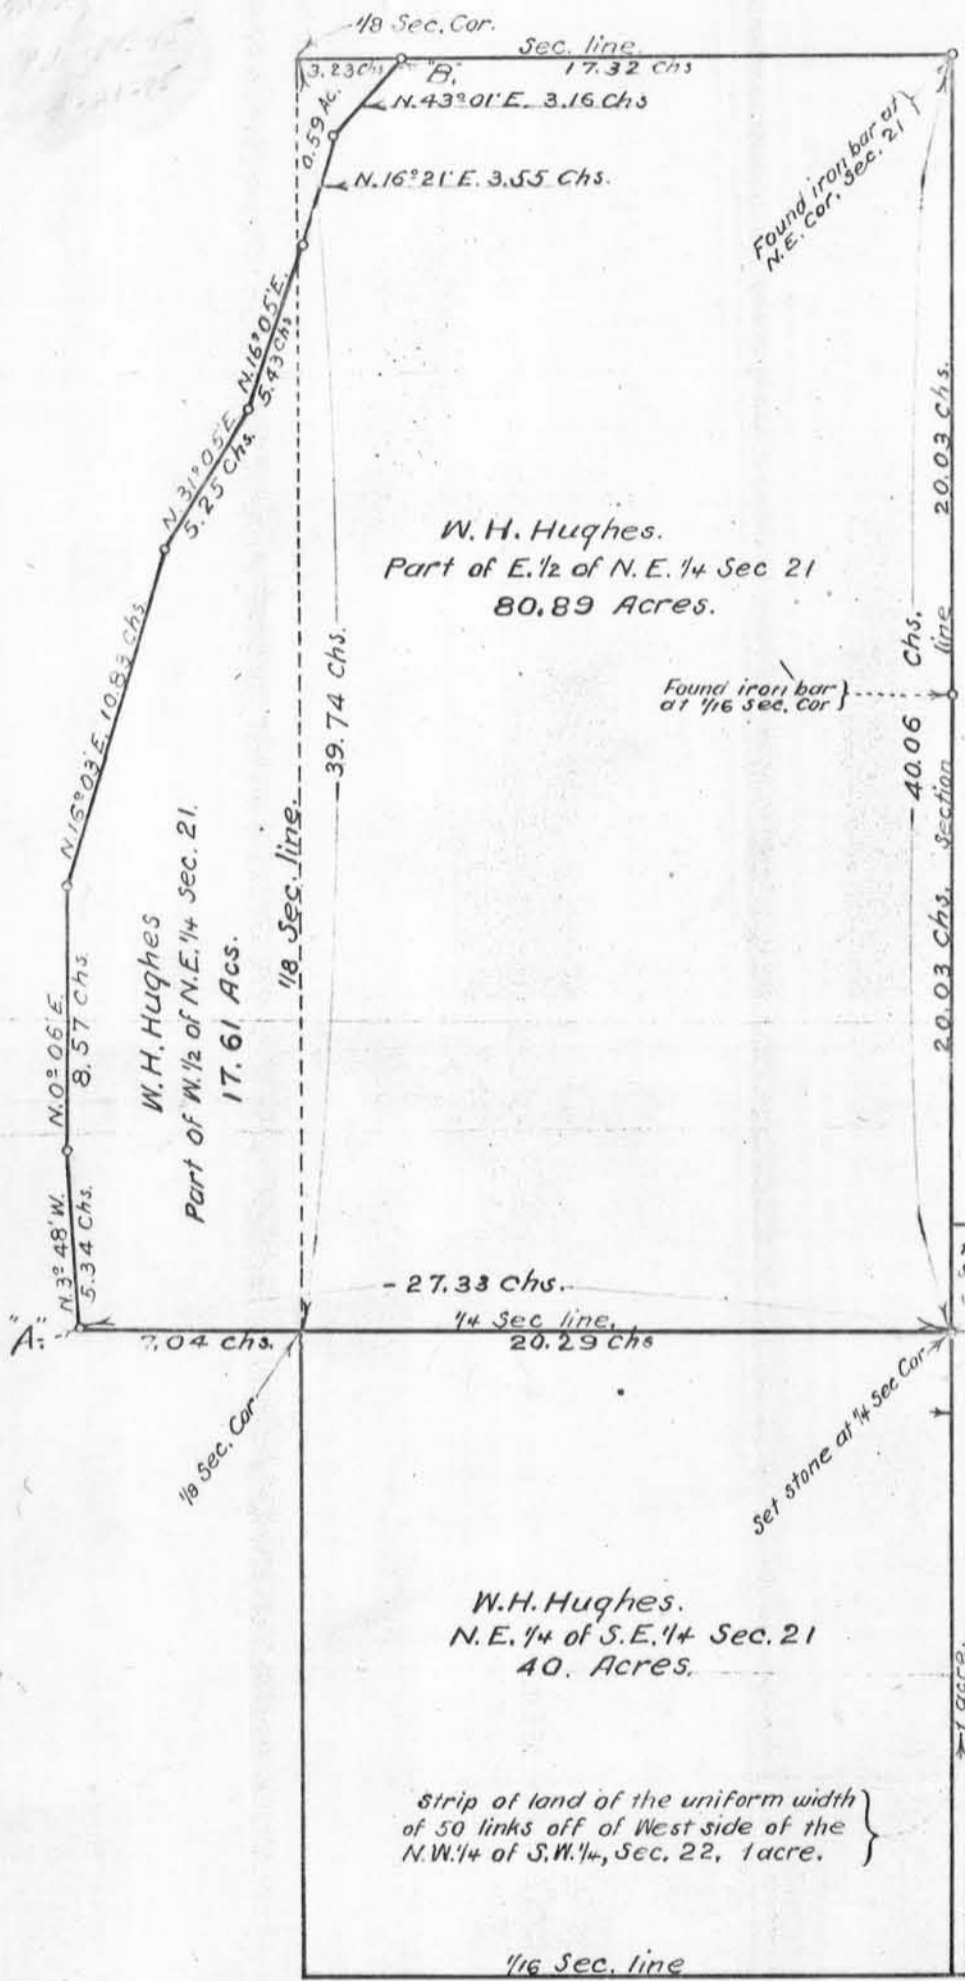 1/8 Sec. Cor.
Sec. line.
3.23 Chs
"B."
17.32 Chs
N.43°01'E. 3.16 Chs
0.59 Ac.
N.16°21'E. 3.55 Chs.
Found iron bar at
N.E. Cor. Sec. 21
N.16°05'E.
5.43 Chs
N.31°05'E.
5.25 Chs.
20.03 Chs.
W. H. Hughes.
Part of E. 1/2 of N. E. 1/4 Sec 21
80.89 Acres.
N.16°03'E. 10.83 Chs
39.74 Chs.
Found iron bar
at 1/16 Sec. Cor
40.06 Chs.
20.03 Chs. Section line
W.H. Hughes
Part of W. 1/2 of N.E. 1/4 Sec. 21.
17.61 Acs.
1/8 Sec. line.
N.0°06'E.
8.57 Chs.
N.3°48'W.
5.34 Chs.
- 27.33 Chs.
"A."
7.04 Chs.
1/4 Sec line.
20.29 Chs
1/8 Sec. Cor.
Set stone at 1/4 Sec Cor
W.H. Hughes.
N. E. 1/4 of S. E. 1/4 Sec. 21
40. Acres.
1 acre.
Strip of land of the uniform width
of 50 links off of West side of the
N.W. 1/4 of S.W. 1/4, Sec. 22, 1 acre.
1/16 Sec. line